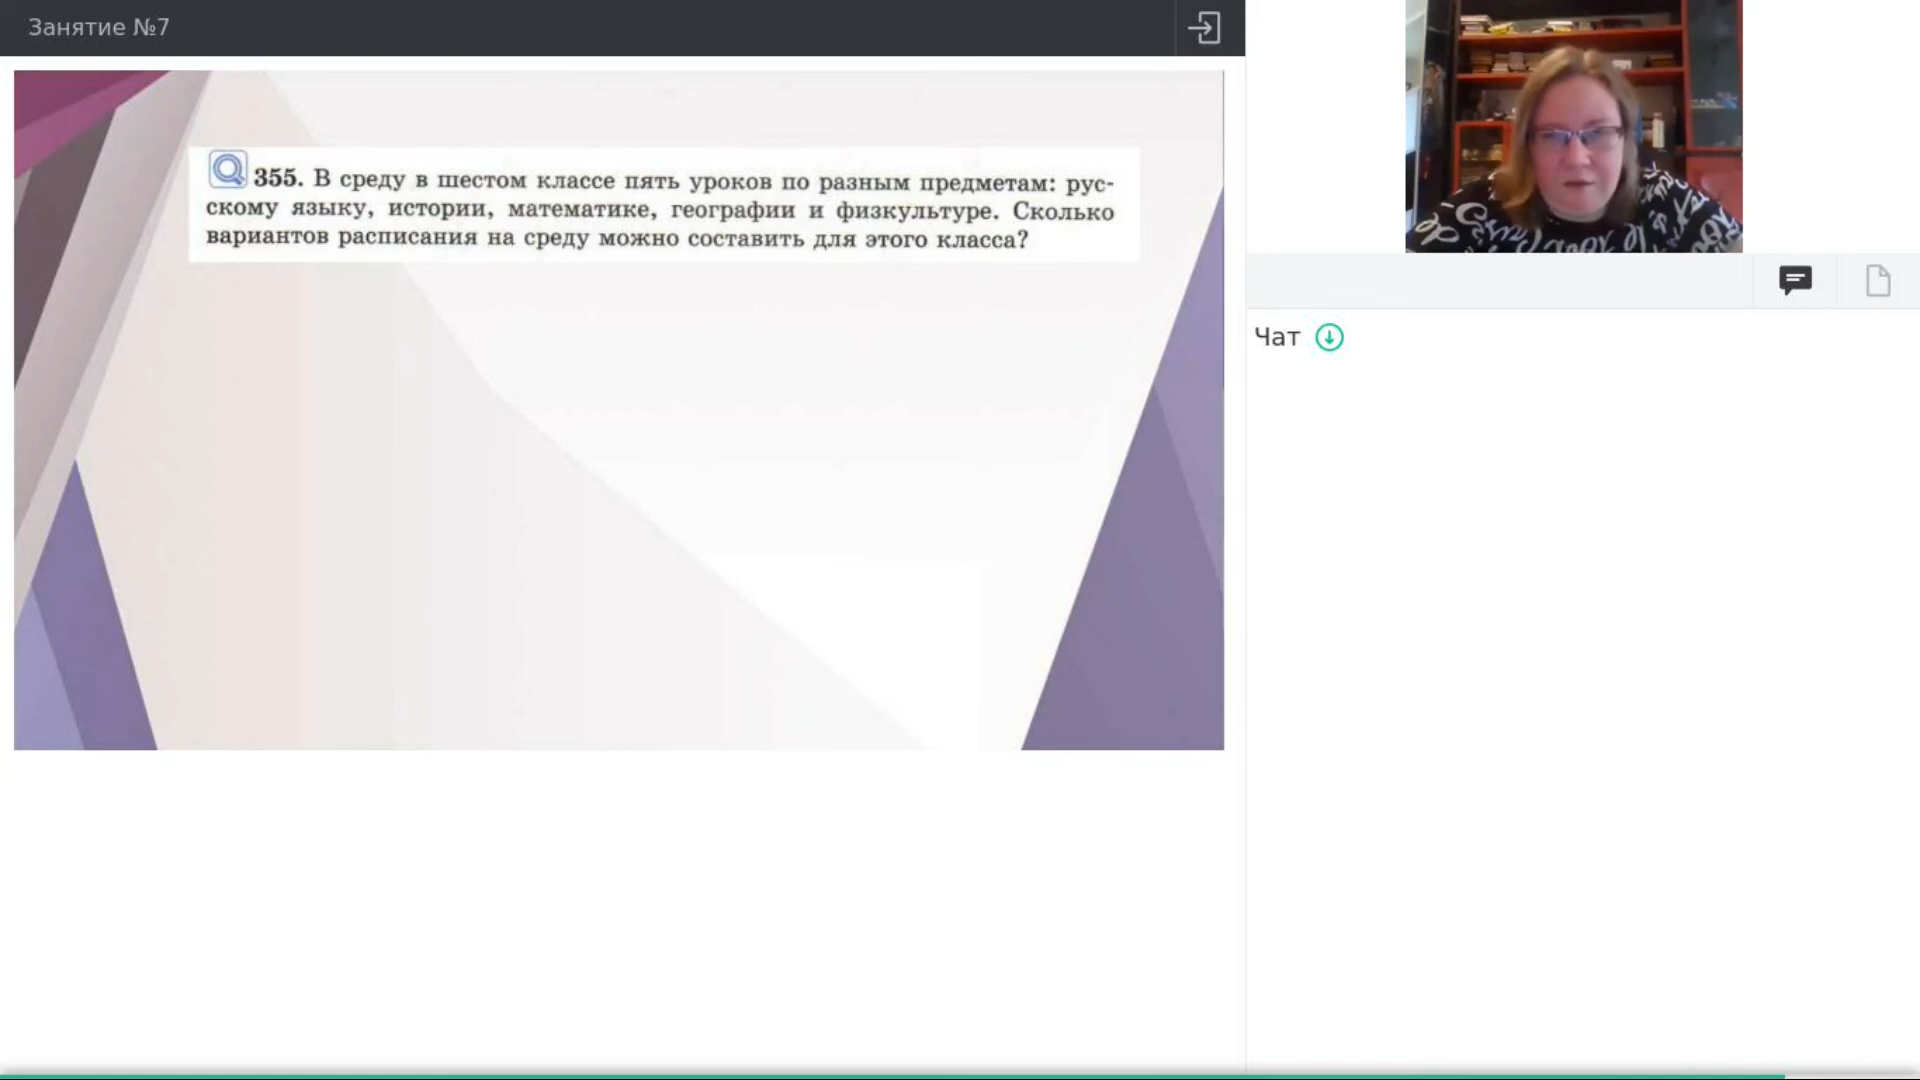 Занятие №7
355. В среду в шестом классе пять уроков по разным предметам: рус-
скому языку, истории, математике, географии и физкультуре. Сколько
вариантов расписания на среду можно составить для этого класса?
Чат